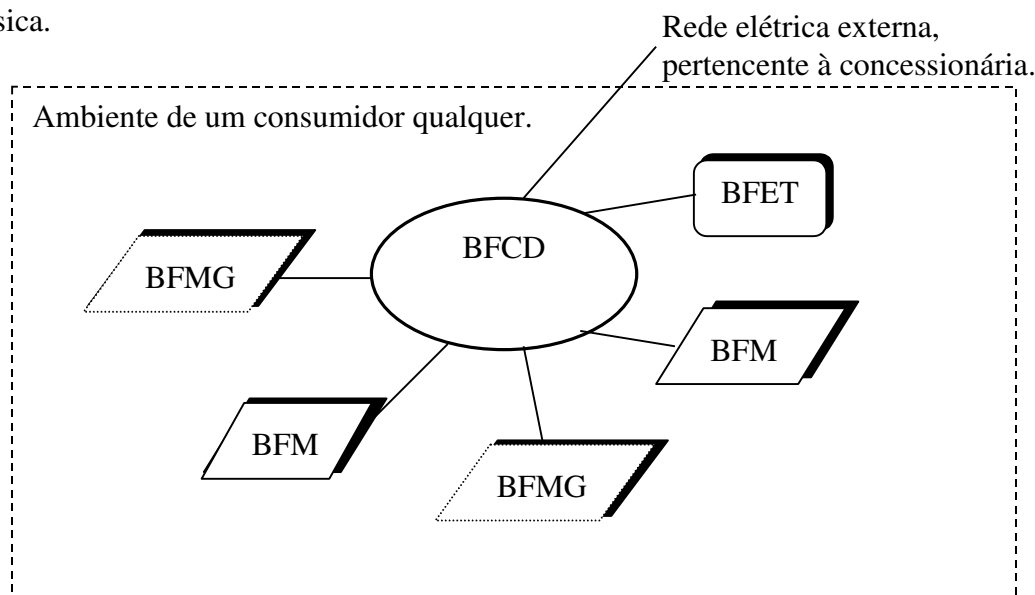 sica.
Rede elétrica externa,
pertencente à concessionária.
Ambiente de um consumidor qualquer.
BFET
BFCD
BFMG
BFM
BFM
BFMG